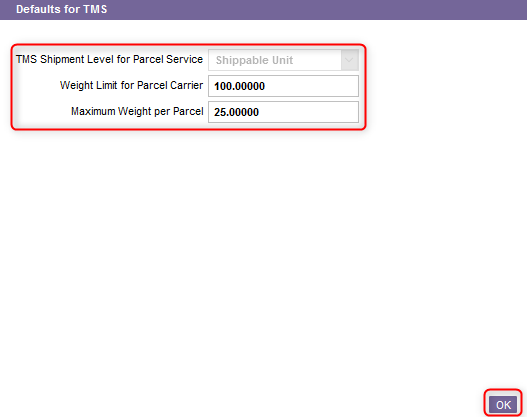 Defaults for TMS
TMS Shipment Level for Parcel Service Shippable Unit
Weight Limit for Parcel Carrier 100.00000
Maximum Weight per Parcel 25.00000
OK